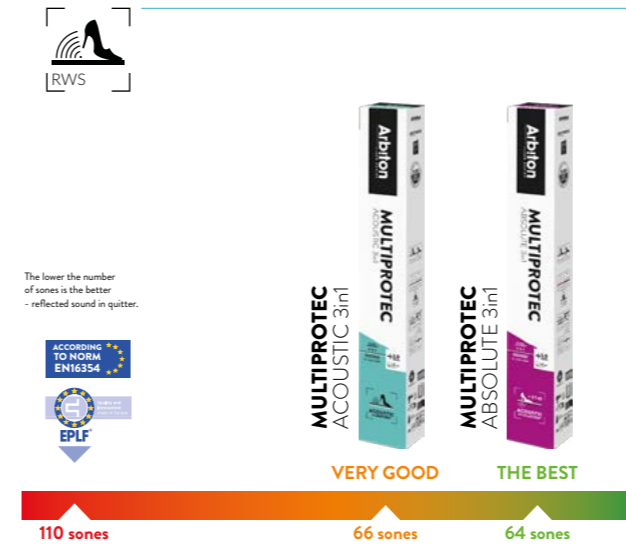 RWS
The lower the number
of sones is the better
- reflected sound in quitter.
ACCORDING
TO NORM
EN16354
EPLF
MULTIPROTEC
ACOUSTIC 3in1
Arbiton
MULTIPROTEC
ACOUSTIC 3in1
ACOUSTIC
MULTIPROTEC
ABSOLUTE 3in1
Arbiton
MULTIPROTEC
ABSOLUTE 3in1
ACOUSTIC
VERY GOOD
THE BEST
110 sones
66 sones
64 sones